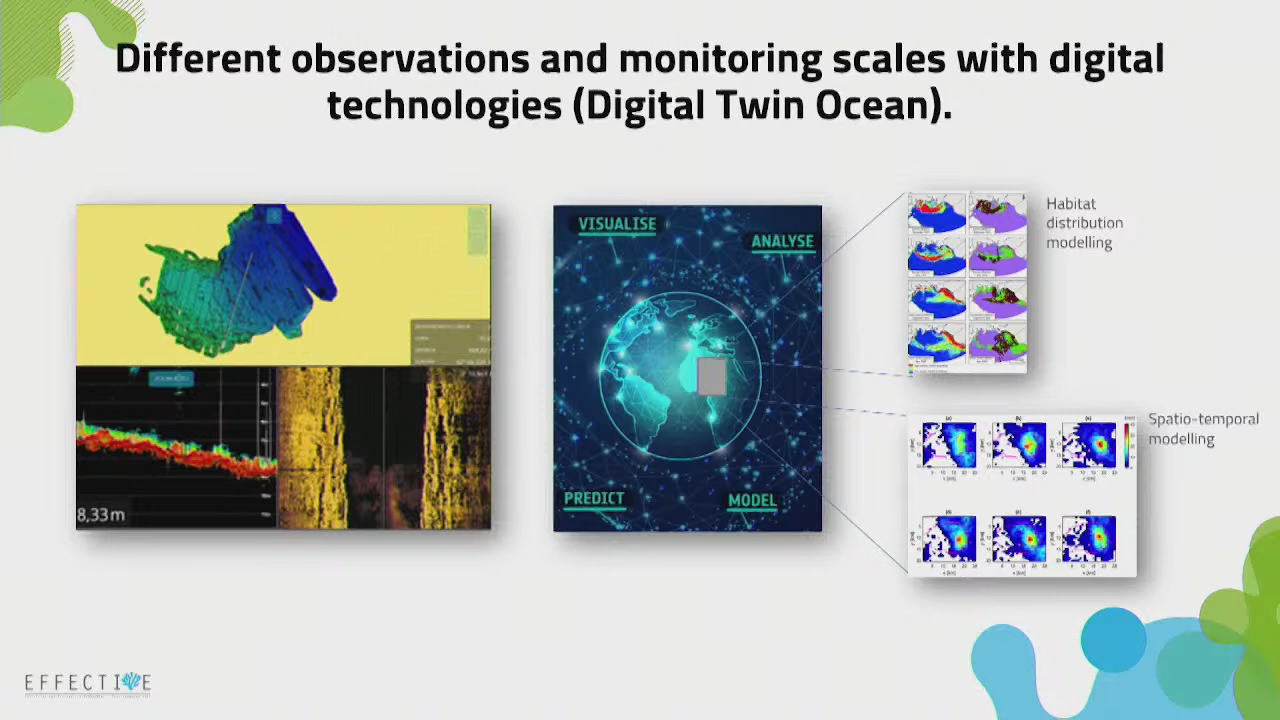 Different observations and monitoring scales with digital
technologies (Digital Twin Ocean).
VISUALISE
ANALYSE
PREDICT
MODEL
8,33m
Habitat
distribution
modelling
Spatio-temporal
modelling
EFFECTIVE